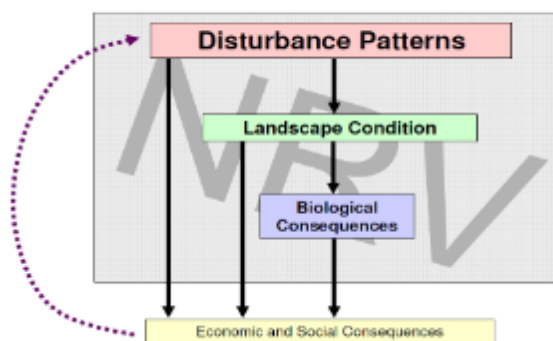 Disturbance Patterns
NRV
Landscape Condition
Biological
Consequences
Economic and Social Consequences